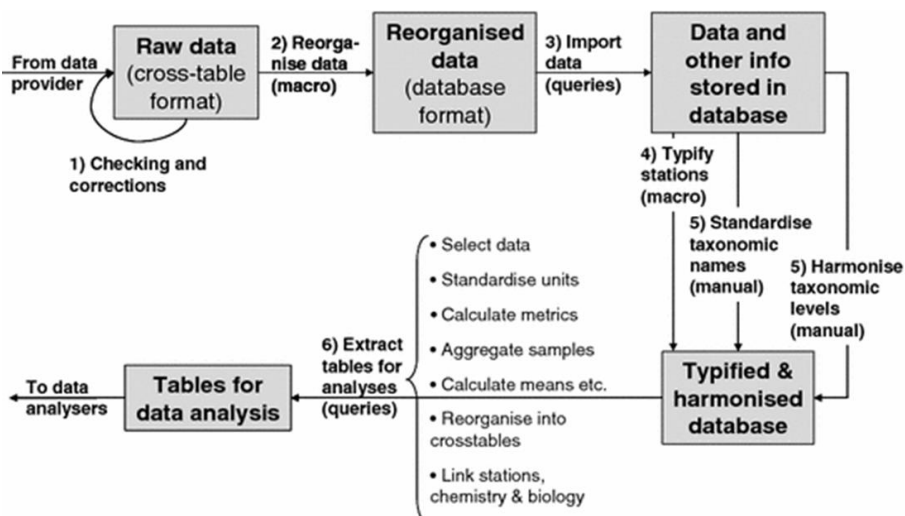 From data
provider
Raw data
(cross-table
format)
1) Checking and
corrections
2) Reorga-
nise data
(macro)
Reorganised
data
(database
format)
3) Import
data
(queries)
Data and
other info
stored in
database
4) Typify
stations
(macro)
5) Standardise
taxonomic
names
(manual)
5) Harmonise
taxonomic
levels
(manual)
Typified &
harmonised
database
• Select data
• Standardise units
• Calculate metrics
• Aggregate samples
• Calculate means etc.
• Reorganise into
crosstables
• Link stations,
chemistry & biology
6) Extract
tables for
analyses
(queries)
Tables for
data analysis
To data
analysers